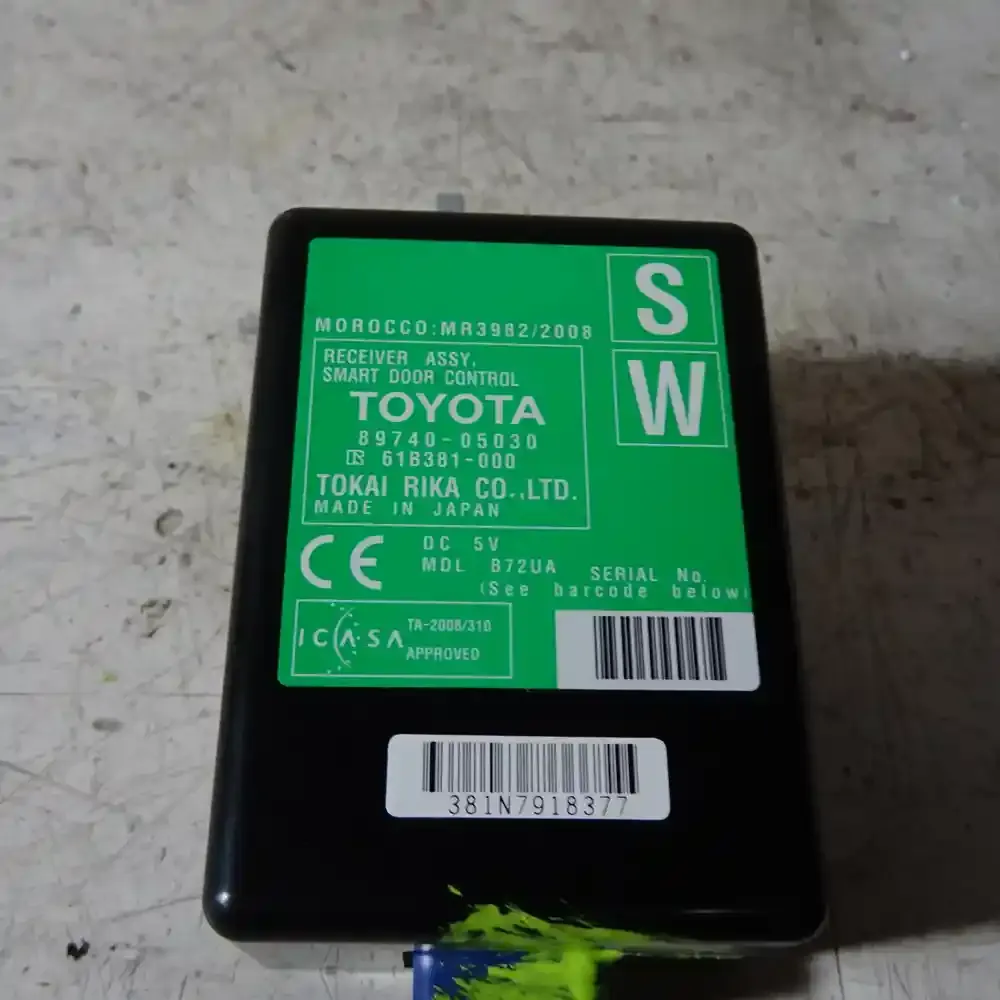 S
MOROCCO:MR3982/2008
W
RECEIVER ASSY,
SMART DOOR CONTROL
TOYOTA
89740-05030
61B381-000
TOKAI RIKA CO.,LTD.
MADE IN JAPAN
CE
DC 5V
MDL B72UA
SERIAL No.
(See barcode below)
ICASA
TA-2008/310
APPROVED
381N7918377